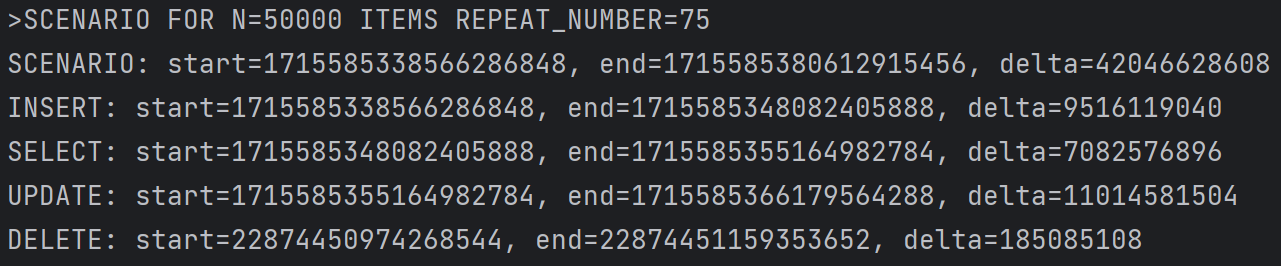 >SCENARIO FOR N=50000 ITEMS REPEAT_NUMBER=75
SCENARIO: start=1715585338566286848, end=1715585380612915456, delta=42046628608
INSERT: start=1715585338566286848, end=1715585348082405888, delta=9516119040
SELECT: start=1715585348082405888, end=1715585355164982784, delta=7082576896
UPDATE: start=1715585355164982784, end=1715585366179564288, delta=11014581504
DELETE: start=22874450974268544, end=22874451159353652, delta=185085108